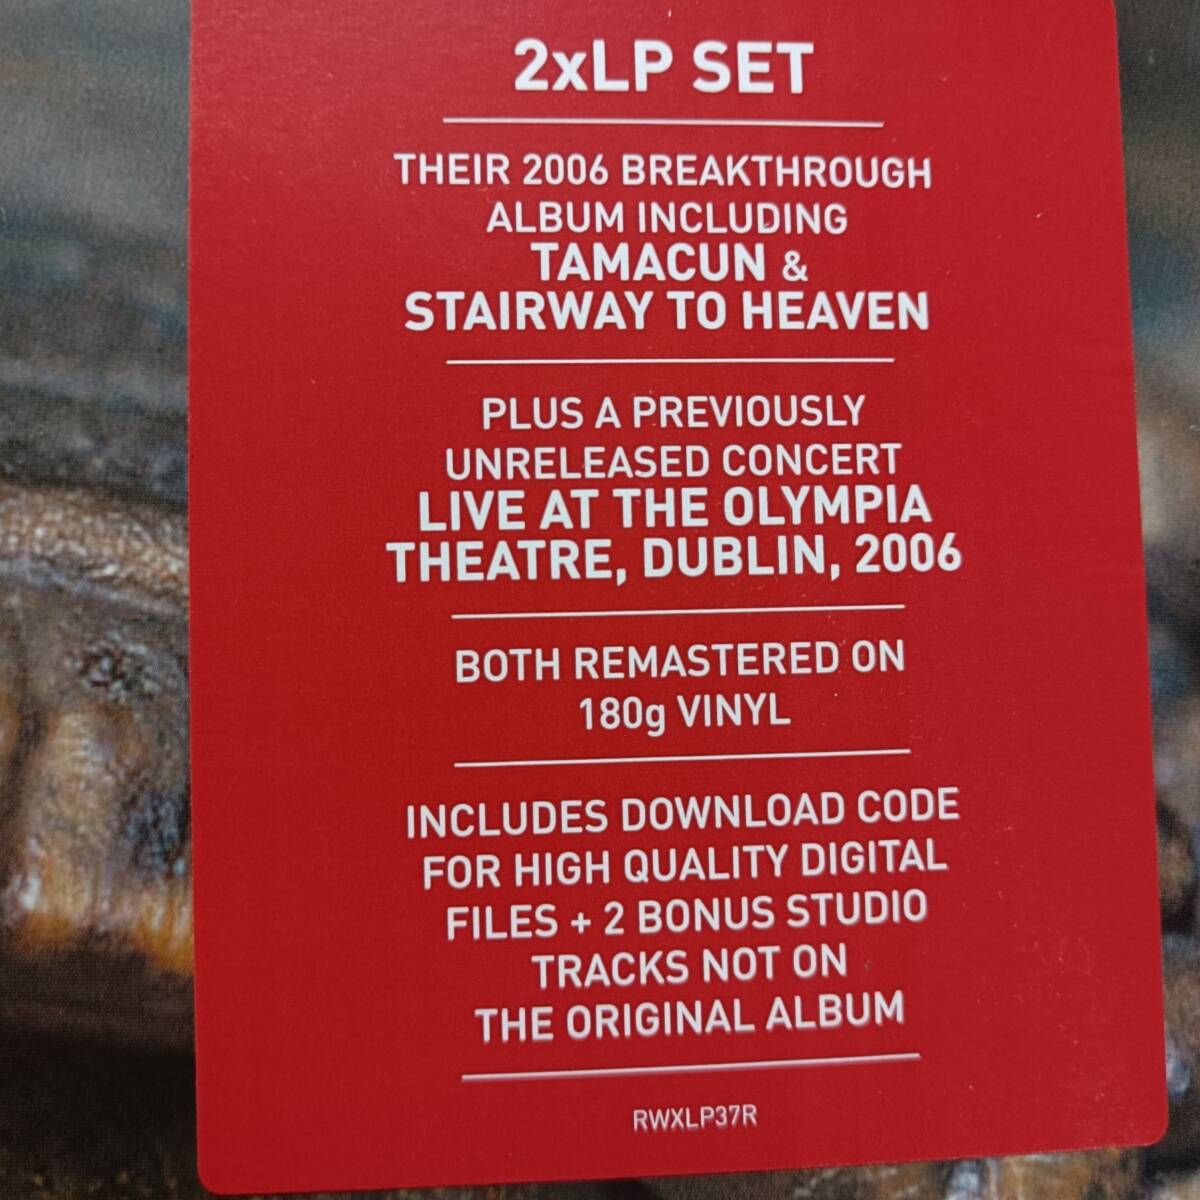 2xLP SET
THEIR 2006 BREAKTHROUGH
ALBUM INCLUDING
TAMACUN &
STAIRWAY TO HEAVEN
PLUS A PREVIOUSLY
UNRELEASED CONCERT
LIVE AT THE OLYMPIA
THEATRE, DUBLIN, 2006
BOTH REMASTERED ON
180g VINYL
INCLUDES DOWNLOAD CODE
FOR HIGH QUALITY DIGITAL
FILES + 2 BONUS STUDIO
TRACKS NOT ON
THE ORIGINAL ALBUM
RWXLP37R